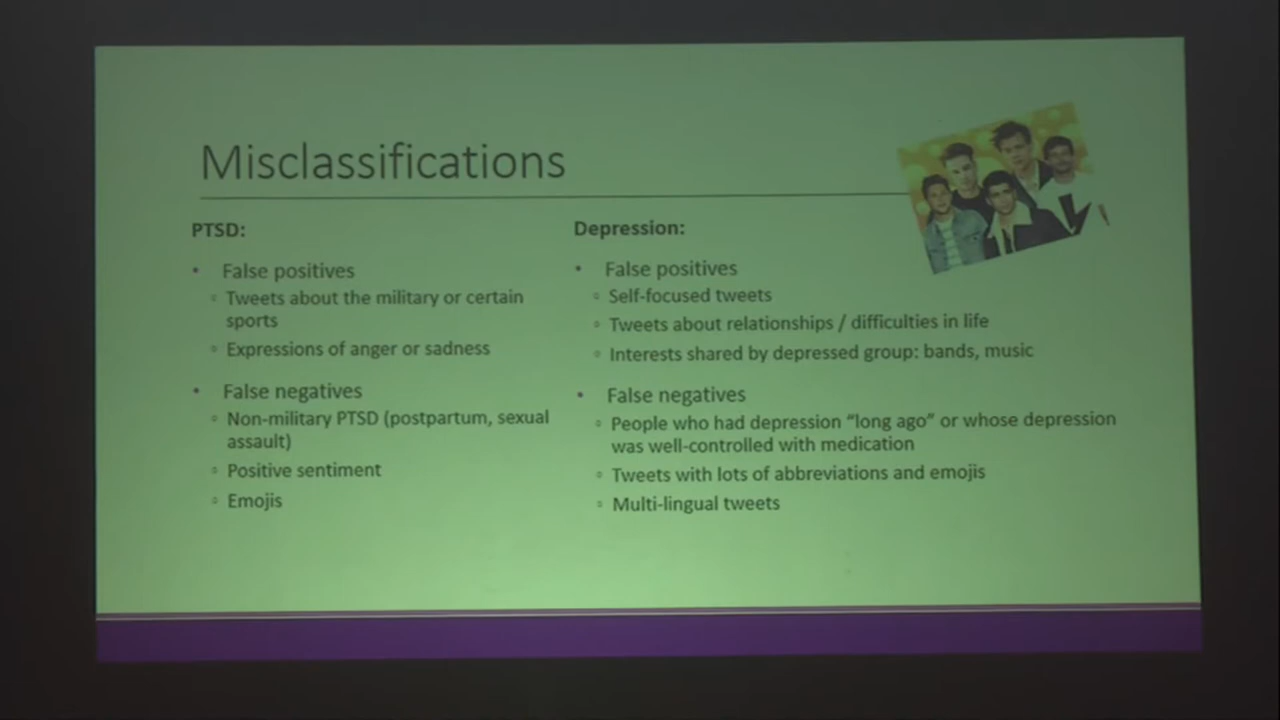 Misclassifications
PTSD:
• False positives
▫ Tweets about the military or certain
sports
▫ Expressions of anger or sadness
• False negatives
▫ Non-military PTSD (postpartum, sexual
assault)
▫ Positive sentiment
▫ Emojis
Depression:
• False positives
▫ Self-focused tweets
▫ Tweets about relationships / difficulties in life
▫ Interests shared by depressed group: bands, music
• False negatives
▫ People who had depression “long ago” or whose depression
was well-controlled with medication
▫ Tweets with lots of abbreviations and emojis
▫ Multi-lingual tweets